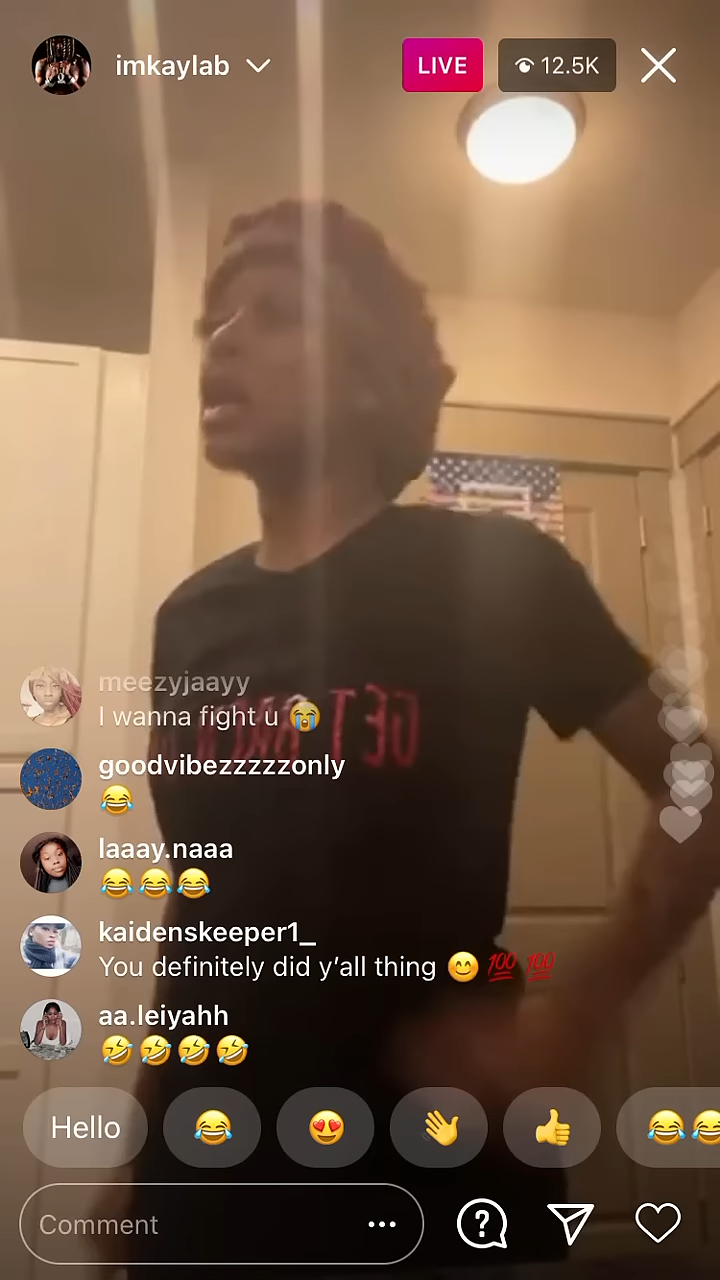 imkaylab
LIVE
12.5K
GET
meezyjaayy
I wanna fight u 😭
goodvibezzzzzonly
😂
laaay.naaa
😂😂😂
kaidenskeeper1_
You definitely did y’all thing 😊 💯 💯
aa.leiyahh
🤣🤣🤣🤣
Hello 😂 😍 👋 👍 😂😂
Comment